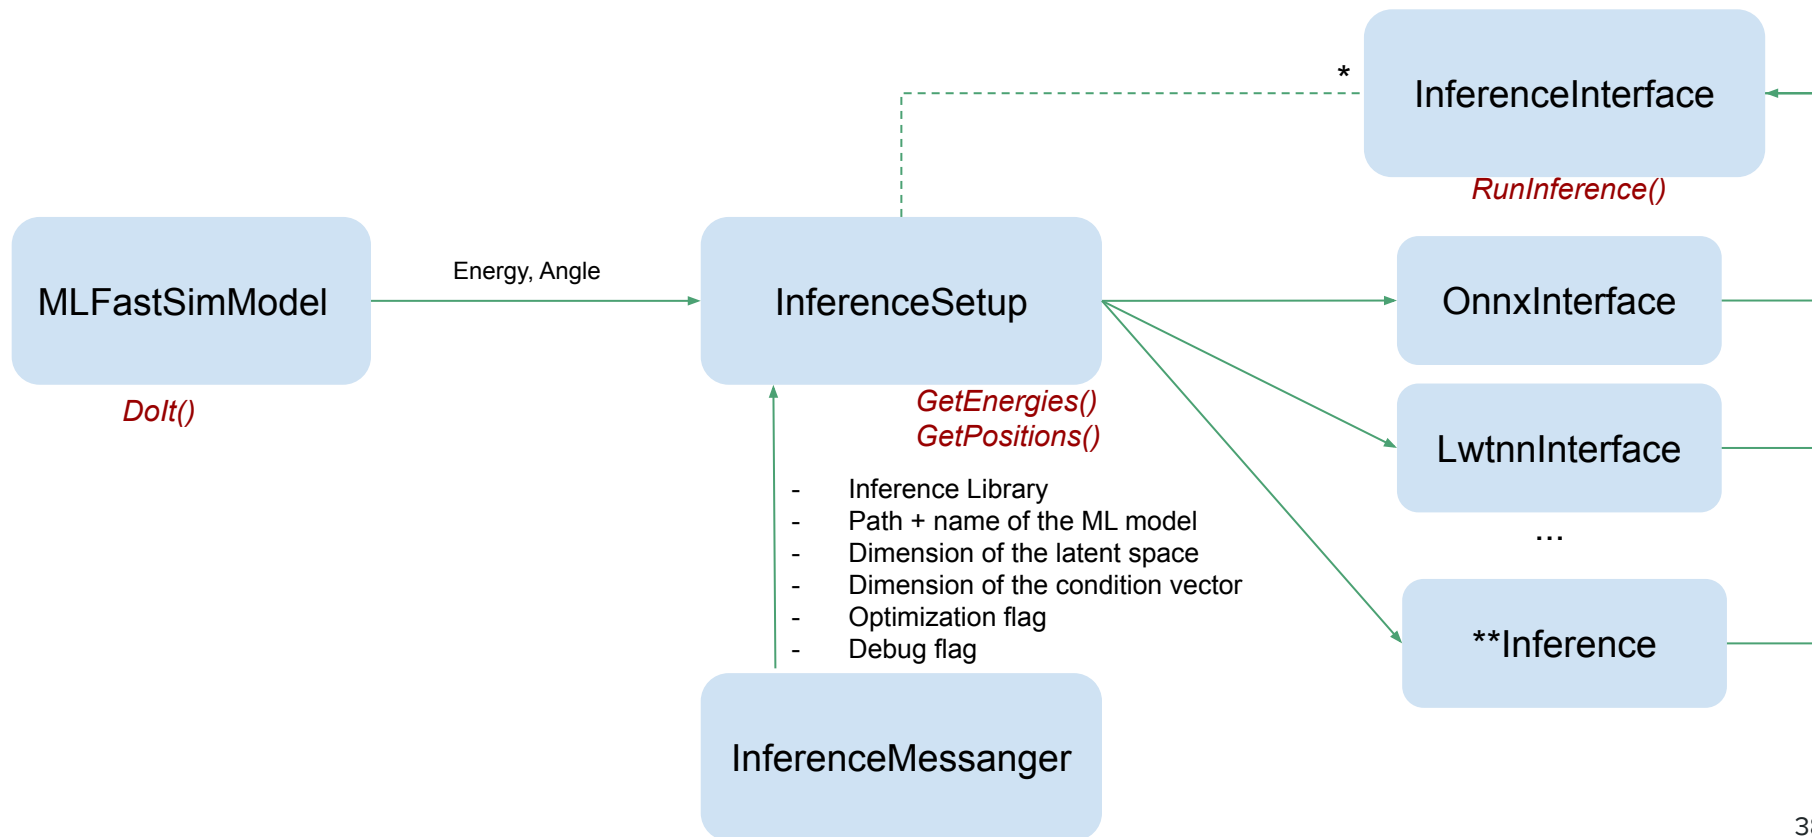 *
InferenceInterface
RunInference()
MLFastSimModel
DoIt()
Energy, Angle
InferenceSetup
GetEnergies()
GetPositions()
OnnxInterface
LwtnnInterface
...
**Inference
- Inference Library
- Path + name of the ML model
- Dimension of the latent space
- Dimension of the condition vector
- Optimization flag
- Debug flag
InferenceMessanger